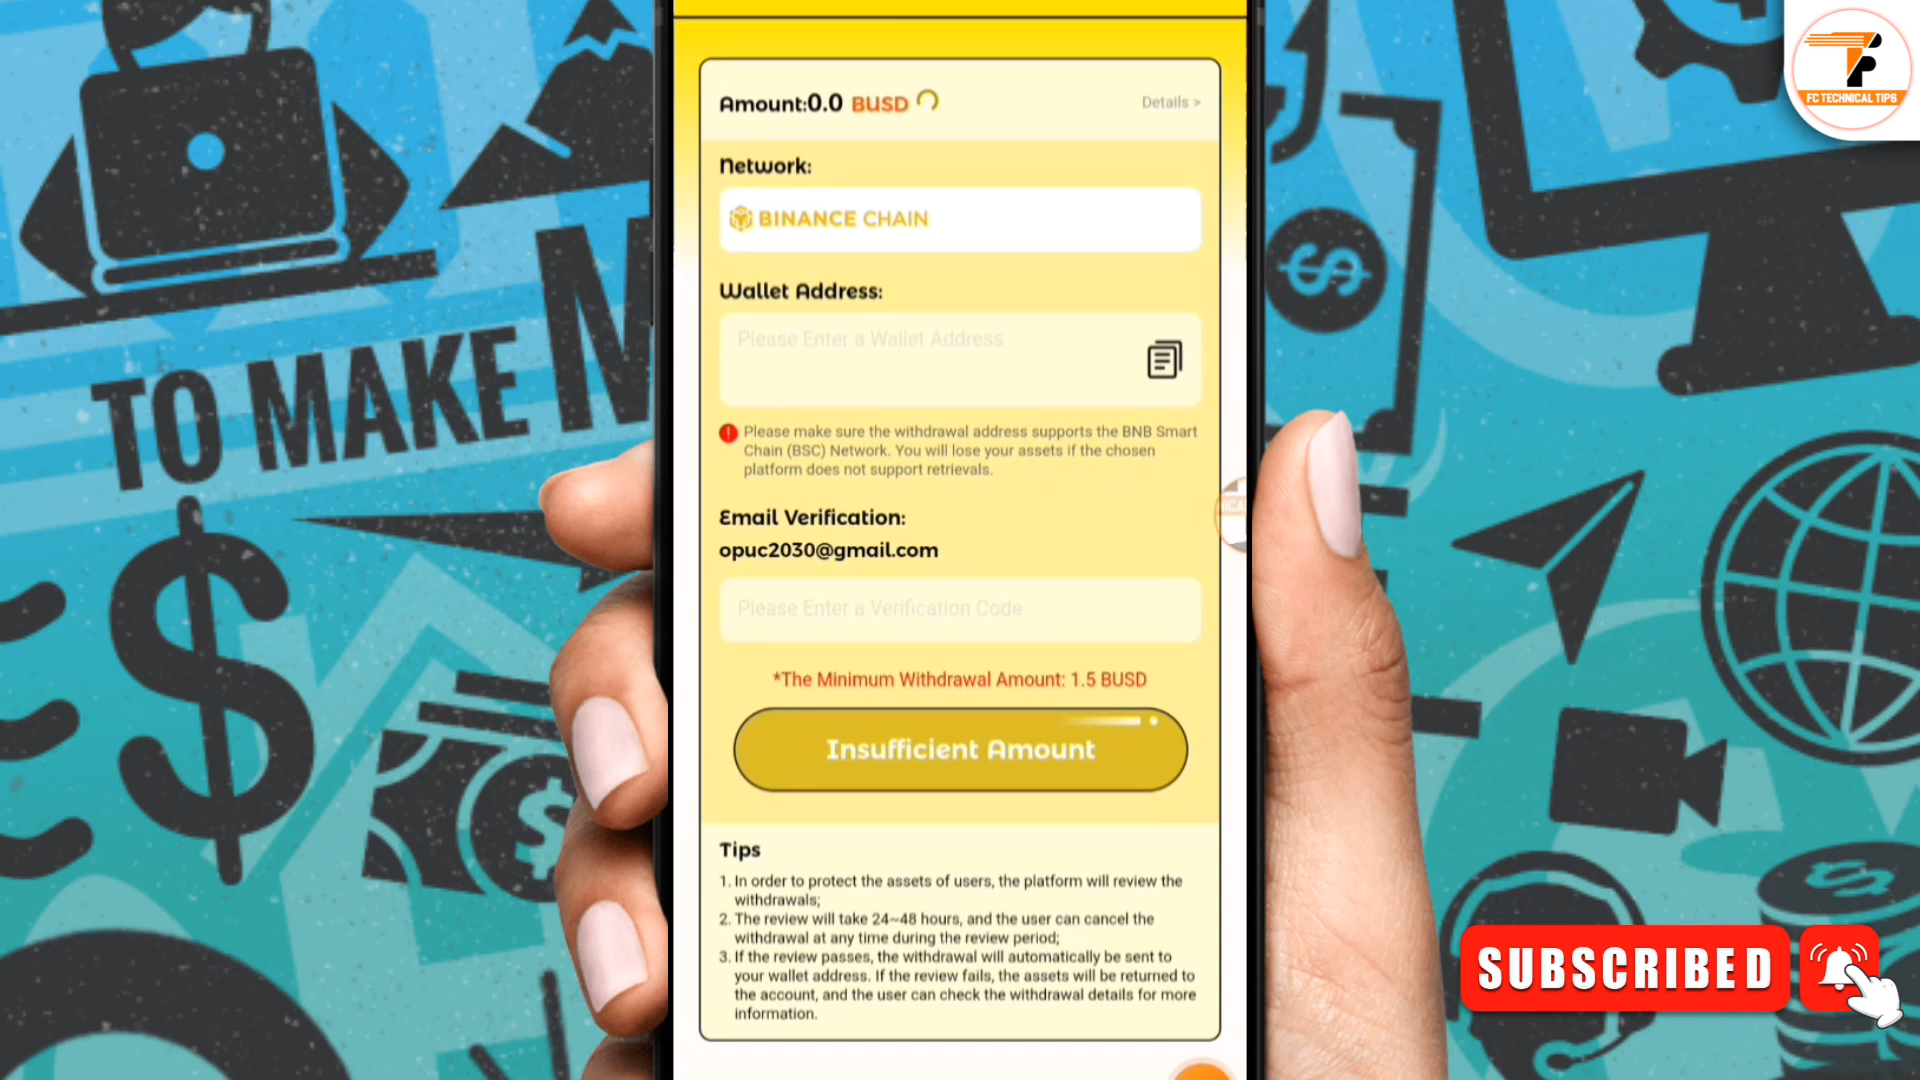 FC TECHNICAL TIPS
TO MAKE M
Amount:0.0 BUSD
Details >
Network:
BINANCE CHAIN
Wallet Address:
Please Enter a Wallet Address
Please make sure the withdrawal address supports the BNB Smart
Chain (BSC) Network. You will lose your assets if the chosen
platform does not support retrievals.
Email Verification:
opuc2030@gmail.com
Please Enter a Verification Code
*The Minimum Withdrawal Amount: 1.5 BUSD
Insufficient Amount
Tips
1. In order to protect the assets of users, the platform will review the
withdrawals;
2. The review will take 24~48 hours, and the user can cancel the
withdrawal at any time during the review period;
3. If the review passes, the withdrawal will automatically be sent to
your wallet address. If the review fails, the assets will be returned to
the account, and the user can check the withdrawal details for more
information.
SUBSCRIBED